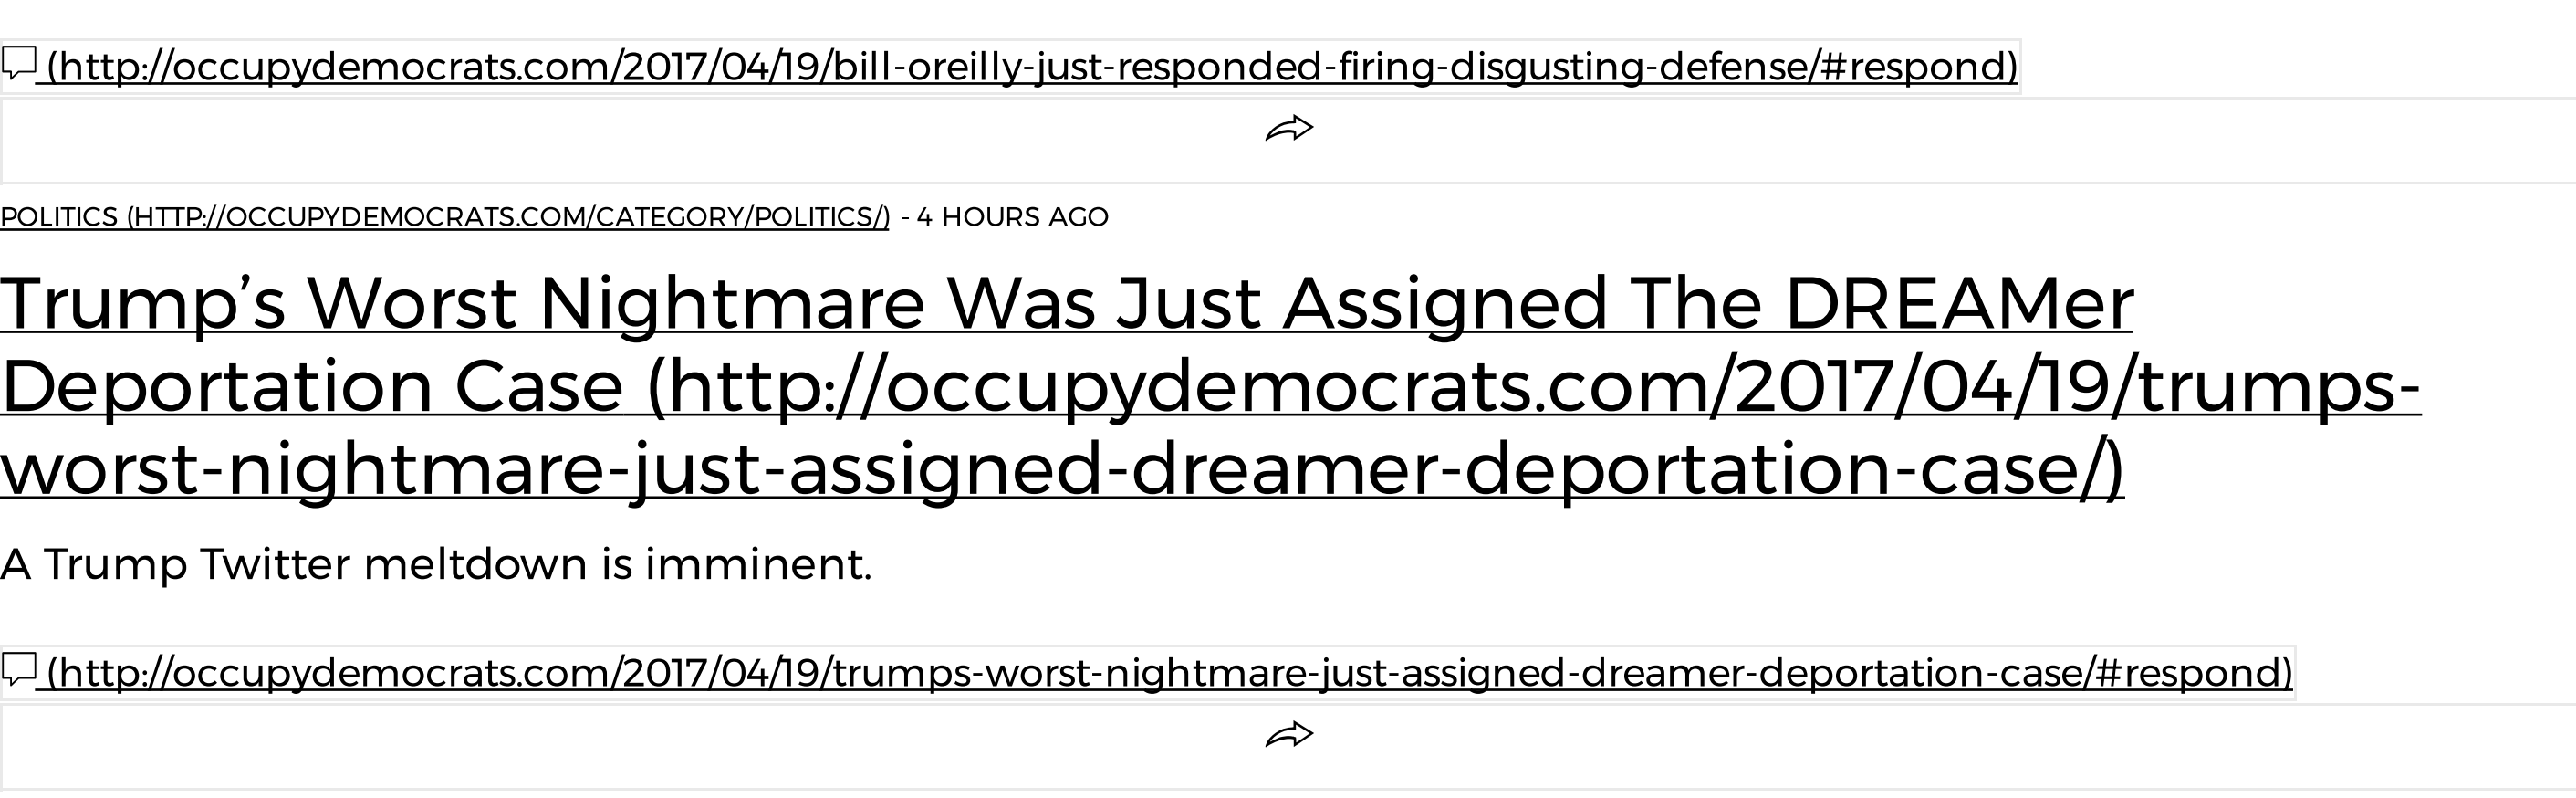 (http://occupydemocrats.com/2017/04/19/bill-oreilly-just-responded-firing-disgusting-defense/#respond)
POLITICS (HTTP://OCCUPYDEMOCRATS.COM/CATEGORY/POLITICS/) - 4 HOURS AGO
Trump’s Worst Nightmare Was Just Assigned The DREAMer
Deportation Case (http://occupydemocrats.com/2017/04/19/trumps-
worst-nightmare-just-assigned-dreamer-deportation-case/)
A Trump Twitter meltdown is imminent.
(http://occupydemocrats.com/2017/04/19/trumps-worst-nightmare-just-assigned-dreamer-deportation-case/#respond)